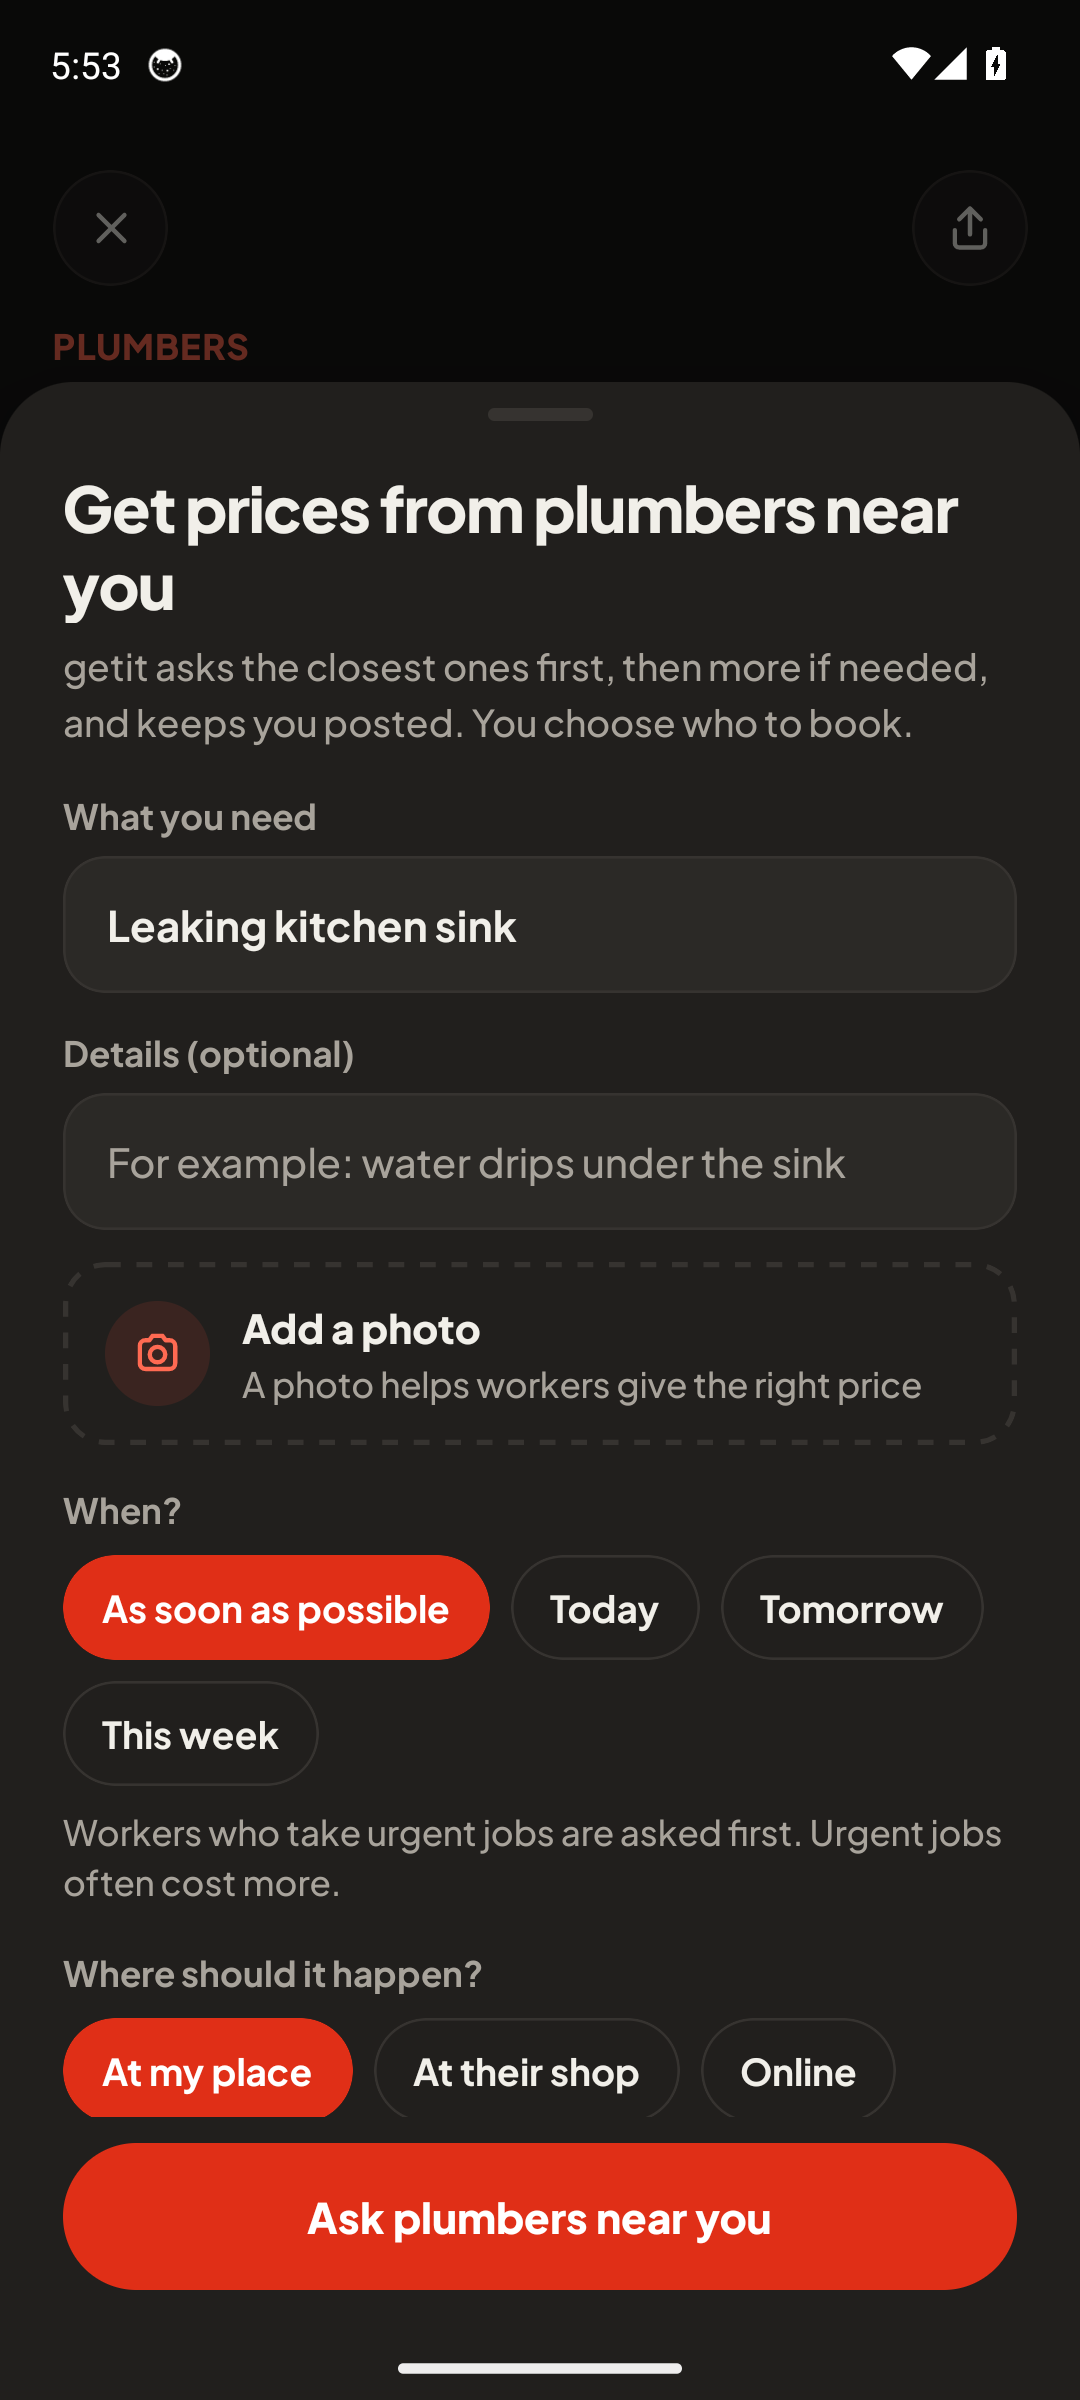 5:53
PLUMBERS
Get prices from plumbers near
you
getit asks the closest ones first, then more if needed,
and keeps you posted. You choose who to book.
What you need
Leaking kitchen sink
Details (optional)
For example: water drips under the sink
Add a photo
A photo helps workers give the right price
When?
As soon as possible
Today
Tomorrow
This week
Workers who take urgent jobs are asked first. Urgent jobs
often cost more.
Where should it happen?
At my place
At their shop
Online
Ask plumbers near you